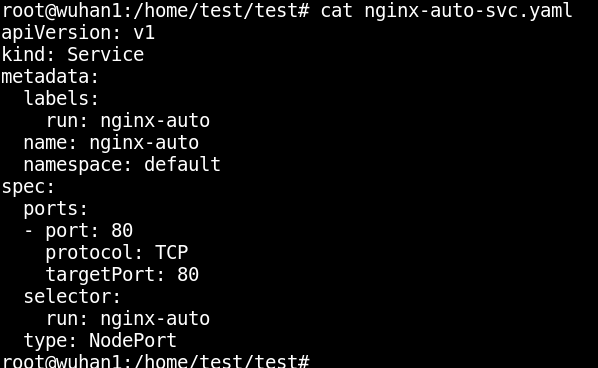 root@wuhan1:/home/test/test# cat nginx-auto-svc.yaml
apiVersion: v1
kind: Service
metadata:
  labels:
    run: nginx-auto
  name: nginx-auto
  namespace: default
spec:
  ports:
  - port: 80
    protocol: TCP
    targetPort: 80
  selector:
    run: nginx-auto
  type: NodePort
root@wuhan1:/home/test/test#